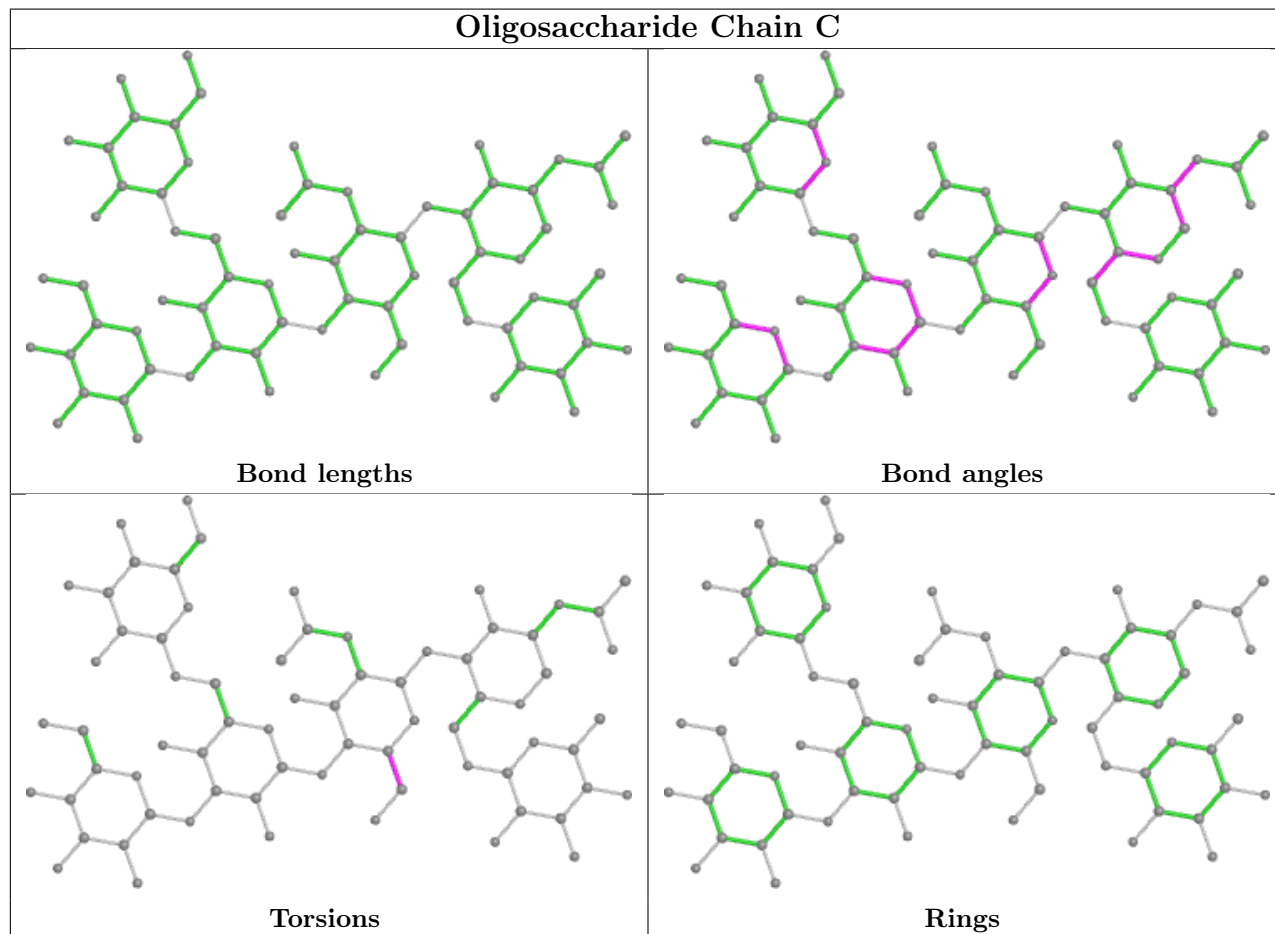 Oligosaccharide Chain C
Bond lengths
Bond angles
Torsions
Rings